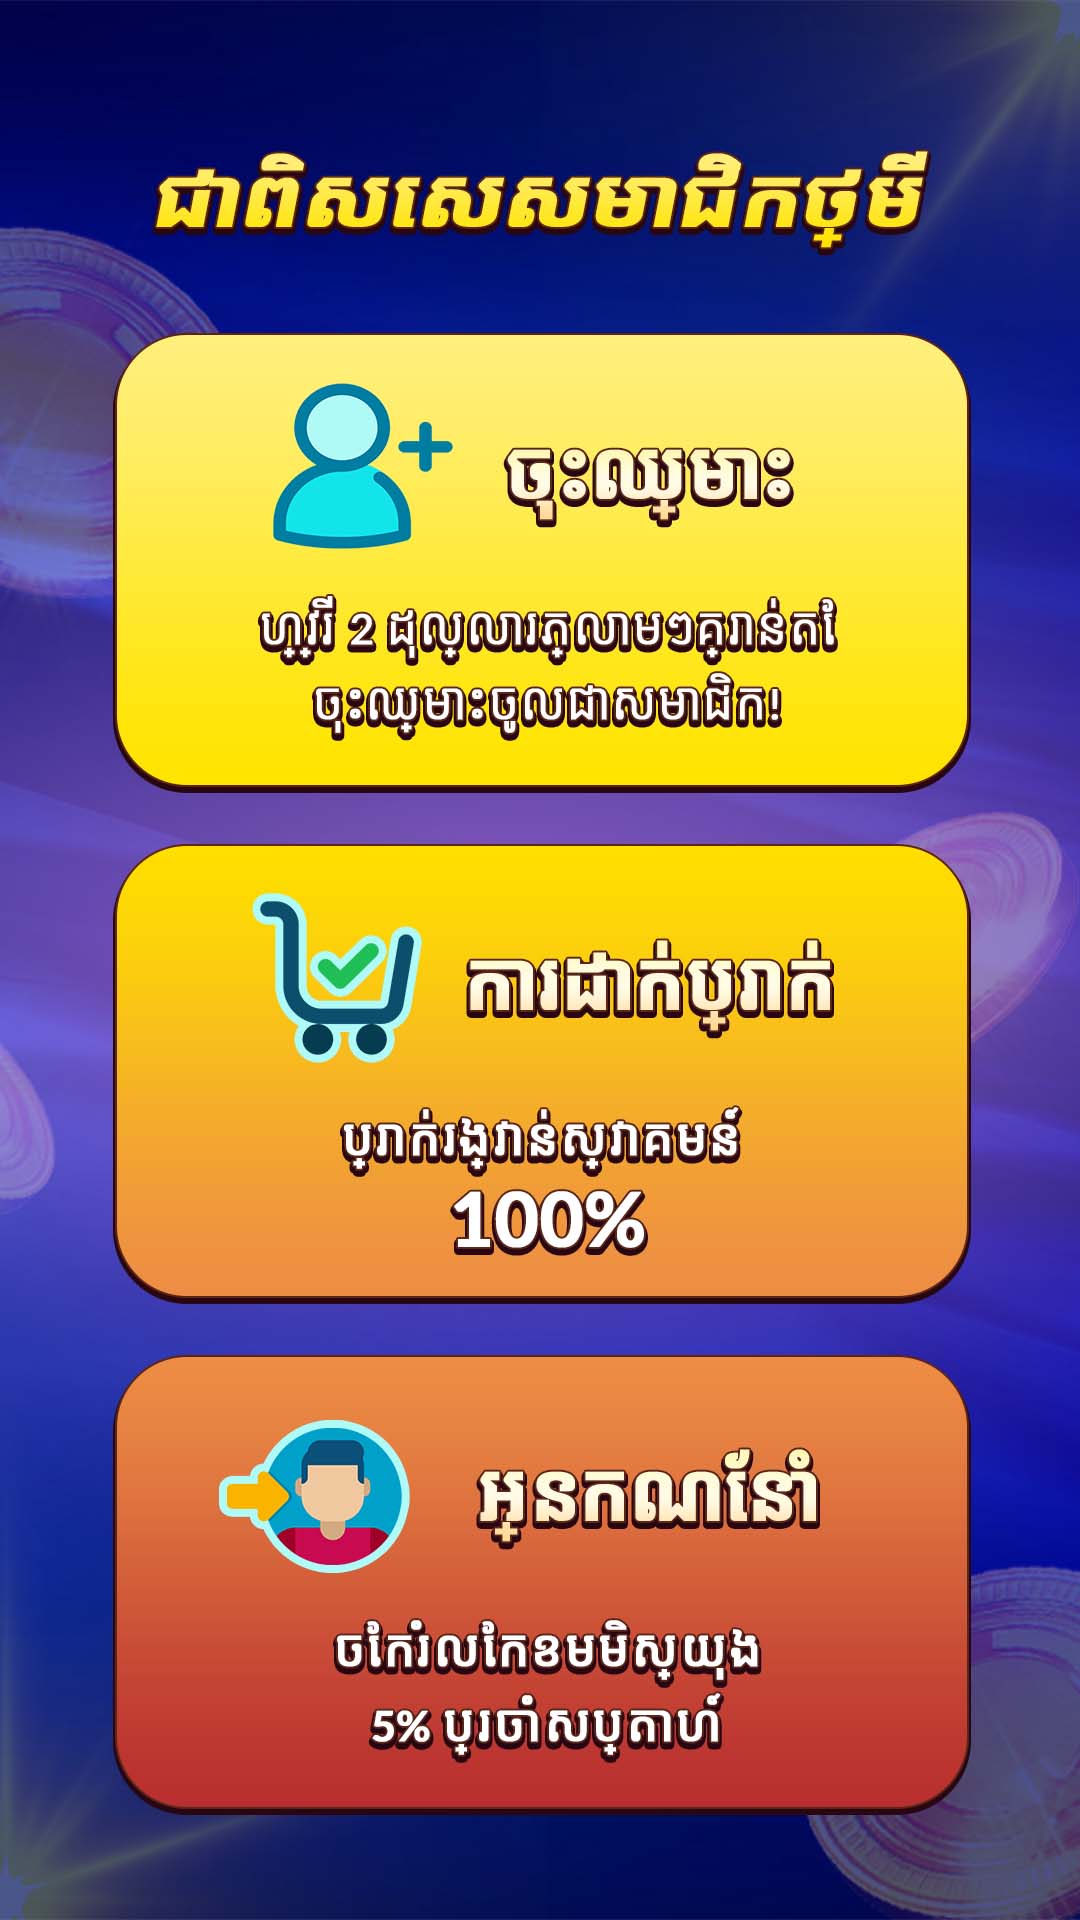 ជាពិសសេសមាជិកថ្មី
ចុះឈ្មោះ
ហ្វ្រី 2 ដុល្លារភ្លាមៗគ្រាន់តែ
ចុះឈ្មោះចូលជាសមាជិក!
ការដាក់ប្រាក់
ប្រាក់រង្វាន់ស្វាគមន៍
100%
អ្នកណែនាំ
ចែករំលែកខមមិស្យុង
5% ប្រចាំសប្តាហ៍